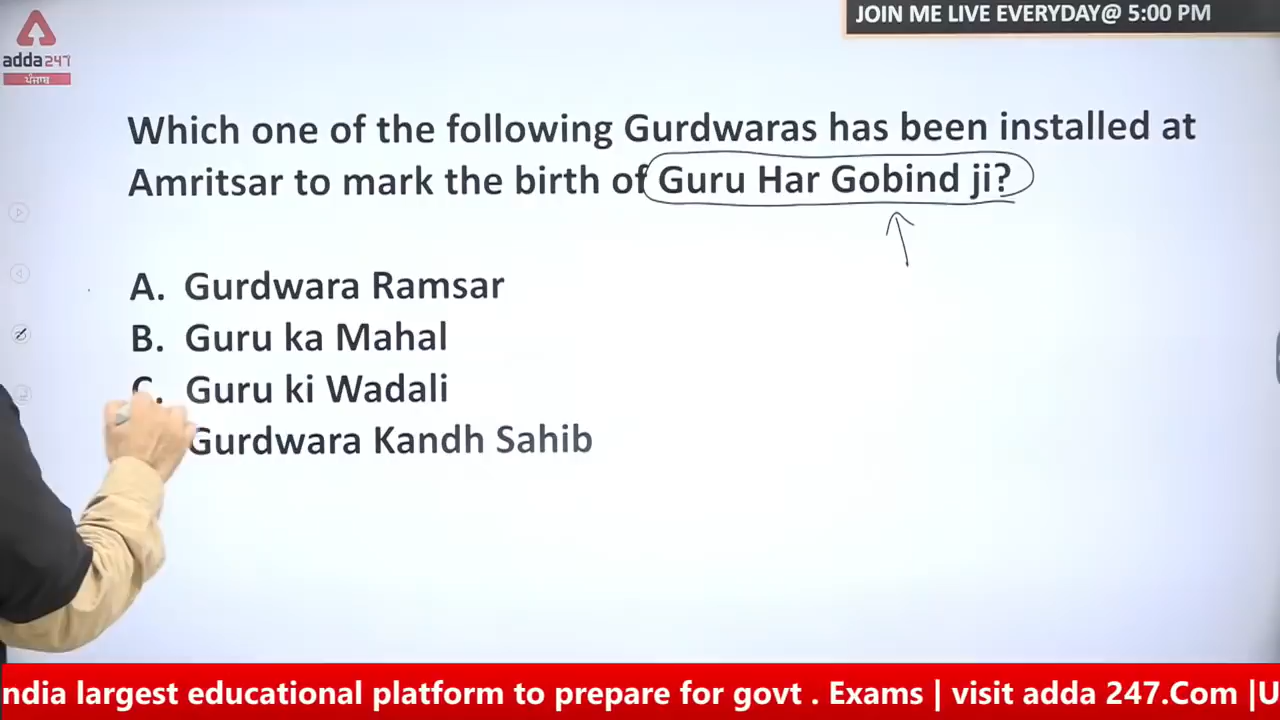 JOIN ME LIVE EVERYDAY@ 5:00 PM
adda247
ਪੰਜਾਬ
Which one of the following Gurdwaras has been installed at
Amritsar to mark the birth of Guru Har Gobind ji?
A. Gurdwara Ramsar
B. Guru ka Mahal
C. Guru ki Wadali
Gurdwara Kandh Sahib
ndia largest educational platform to prepare for govt . Exams | visit adda 247.Com |U